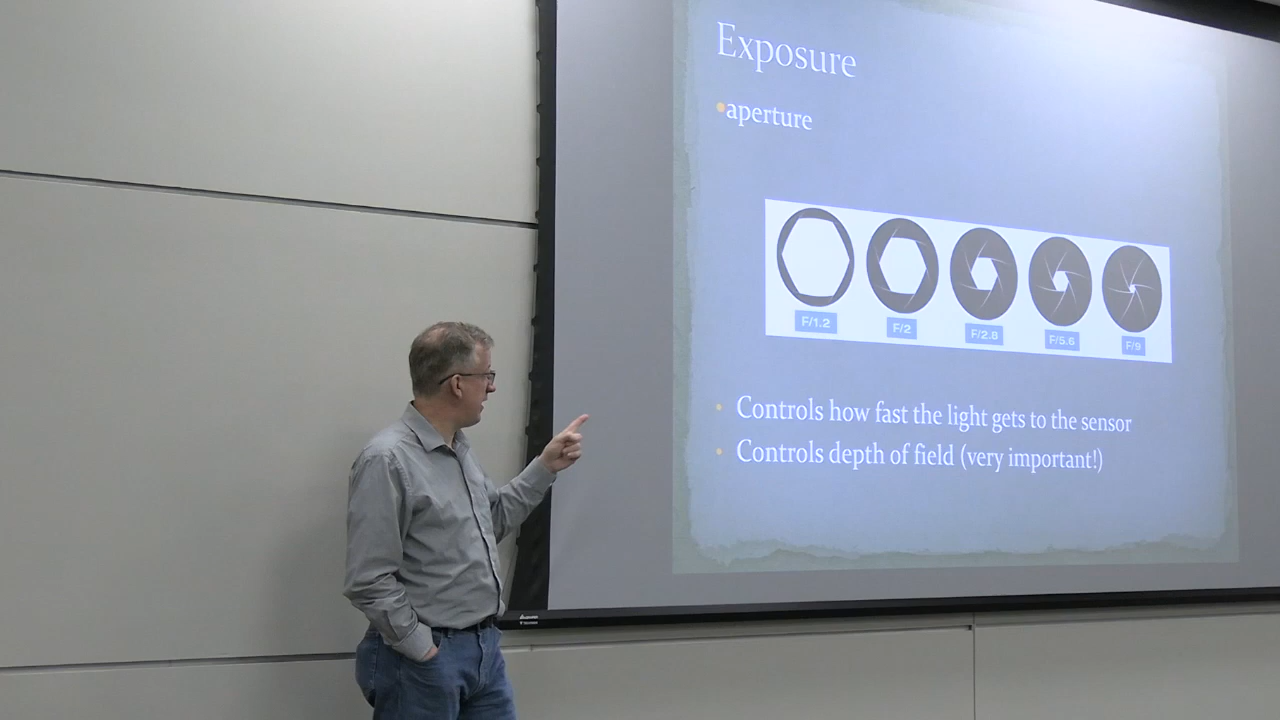 Exposure
•aperture
F/1.2 F/2 F/2.8 F/5.6 F/9
• Controls how fast the light gets to the sensor
• Controls depth of field (very important!)